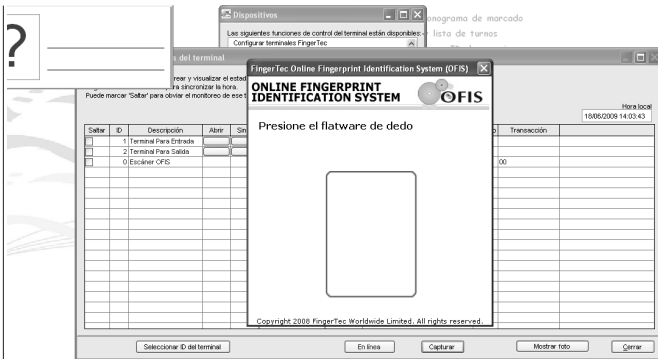 ?
Dispositivos
Las siguientes funciones de control del terminal están disponibles:
Configurar terminales FingerTec
onograma de marcado
lista de turnos
a del terminal
rear y visualizar el estad
ra sincronizar la hora.
Puede marcar 'Saltar' para obviar el monitoreo de ese t
FingerTec Online Fingerprint Identification System (OFIS)
ONLINE FINGERPRINT
IDENTIFICATION SYSTEM
OFIS
Presione el flatware de dedo
Hora local
18/06/2009 14:03:43
Saltar ID Descripción Abrir Sin o Transacción
1 Terminal Para Entrada
2 Terminal Para Salida
0 Escáner OFIS 00
Copyright 2008 FingerTec Worldwide Limited. All rights reserved.
Seleccionar ID del terminal En línea Capturar Mostrar foto Cerrar